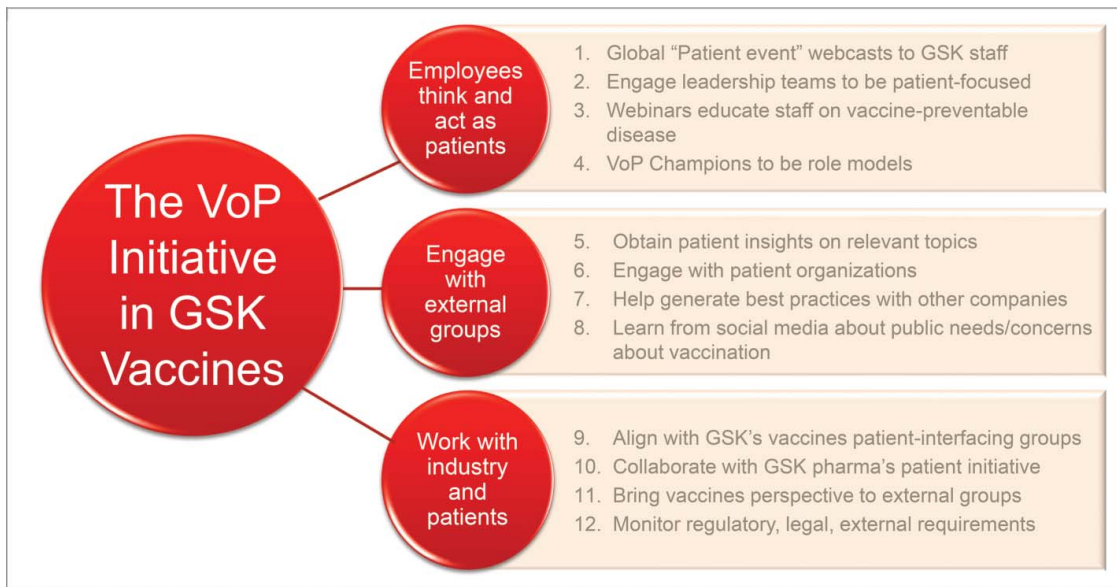 The VoP
Initiative
in GSK
Vaccines
Employees
think and
act as
patients
1. Global “Patient event” webcasts to GSK staff
2. Engage leadership teams to be patient-focused
3. Webinars educate staff on vaccine-preventable
disease
4. VoP Champions to be role models
Engage
with
external
groups
5. Obtain patient insights on relevant topics
6. Engage with patient organizations
7. Help generate best practices with other companies
8. Learn from social media about public needs/concerns
about vaccination
Work with
industry
and
patients
9. Align with GSK’s vaccines patient-interfacing groups
10. Collaborate with GSK pharma’s patient initiative
11. Bring vaccines perspective to external groups
12. Monitor regulatory, legal, external requirements